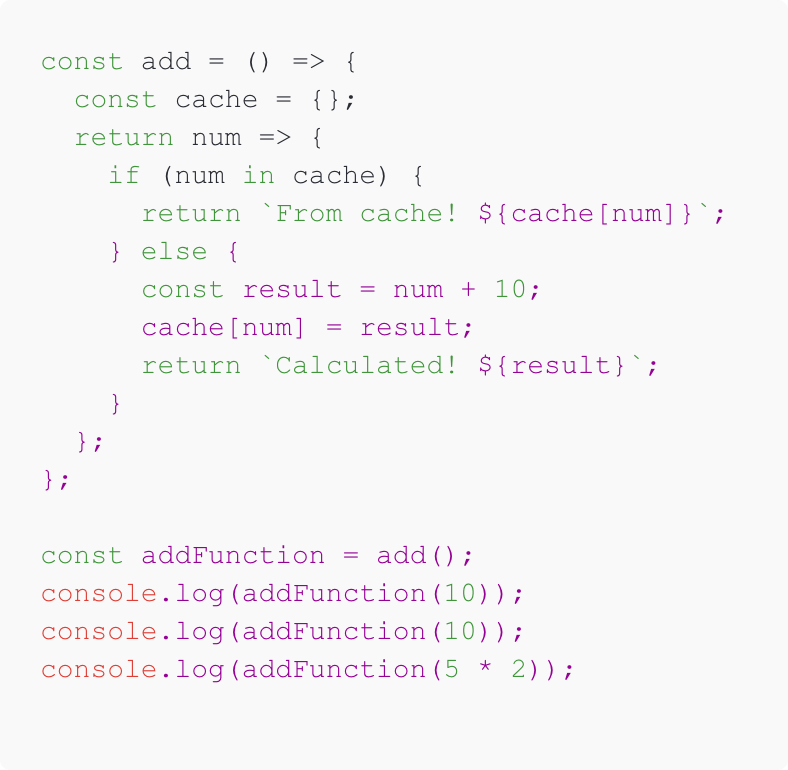 const add = () => {
  const cache = {};
  return num => {
    if (num in cache) {
      return `From cache! ${cache[num]}`;
    } else {
      const result = num + 10;
      cache[num] = result;
      return `Calculated! ${result}`;
    }
  };
};

const addFunction = add();
console.log(addFunction(10));
console.log(addFunction(10));
console.log(addFunction(5 * 2));